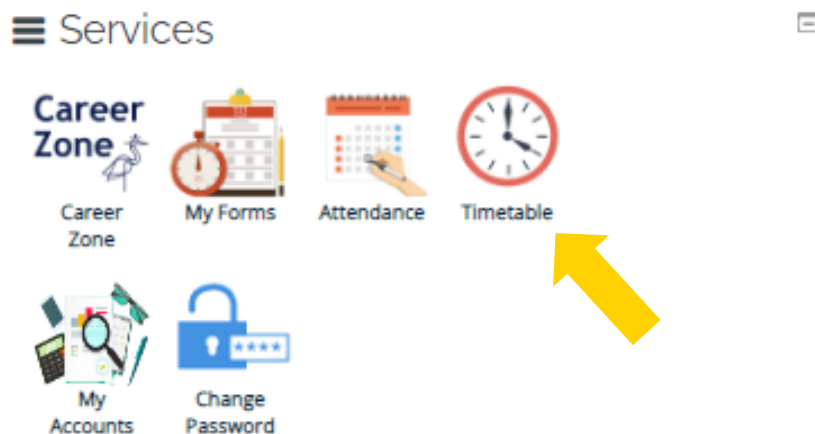 Services
Career
Zone
Career
Zone
My Forms
Attendance
Timetable
****
My
Accounts
Change
Password